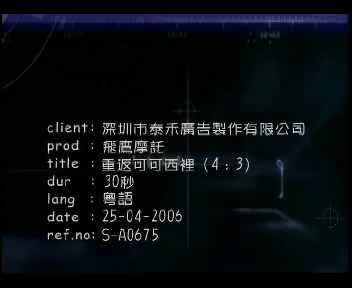 client: 深圳市泰禾廣告製作有限公司
prod : 飛鷹摩託
title : 重返可可西裡 (4:3)
dur : 30秒
lang : 粵語
date : 25-04-2006
ref.no: S-A0675